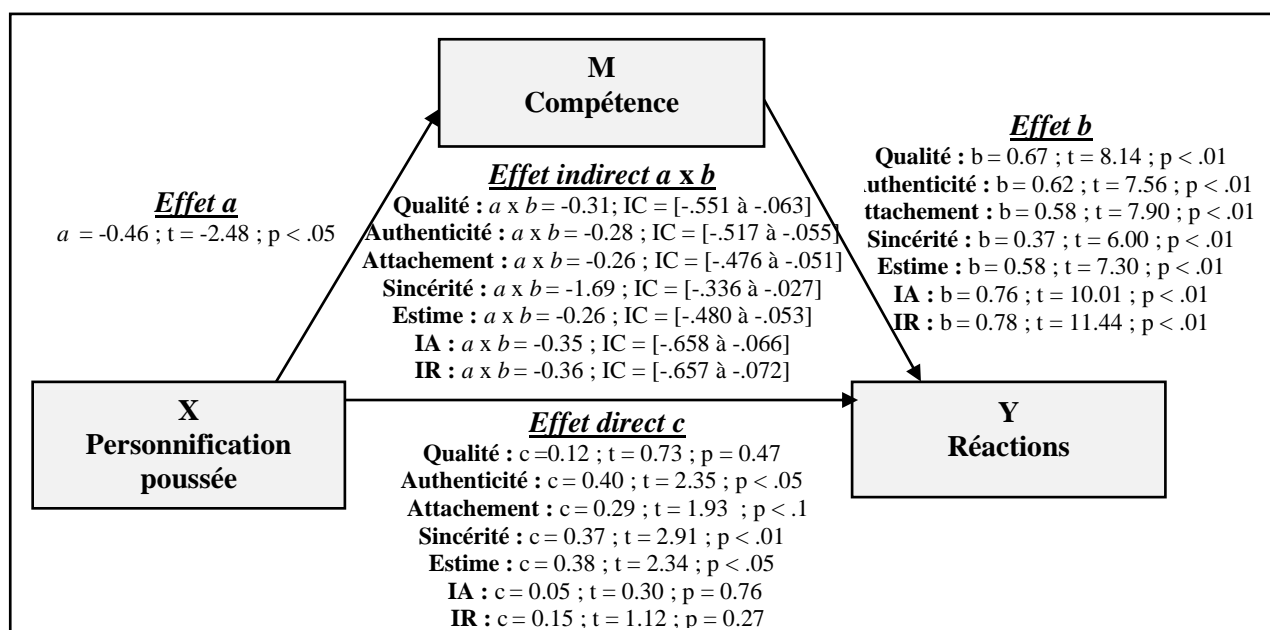 M
Compétence
Effet a
a = -0.46 ; t = -2.48 ; p < .05
Effet indirect a x b
Qualité : a x b = -0.31; IC = [-.551 à -.063]
Authenticité : a x b = -0.28 ; IC = [-.517 à -.055]
Attachement : a x b = -0.26 ; IC = [-.476 à -.051]
Sincérité : a x b = -1.69 ; IC = [-.336 à -.027]
Estime : a x b = -0.26 ; IC = [-.480 à -.053]
IA : a x b = -0.35 ; IC = [-.658 à -.066]
IR : a x b = -0.36 ; IC = [-.657 à -.072]
Effet b
Qualité : b = 0.67 ; t = 8.14 ; p < .01
uthenticité : b = 0.62 ; t = 7.56 ; p < .01
ttachement : b = 0.58 ; t = 7.90 ; p < .01
Sincérité : b = 0.37 ; t = 6.00 ; p < .01
Estime : b = 0.58 ; t = 7.30 ; p < .01
IA : b = 0.76 ; t = 10.01 ; p < .01
IR : b = 0.78 ; t = 11.44 ; p < .01
X
Personnification
poussée
Effet direct c
Qualité : c =0.12 ; t = 0.73 ; p = 0.47
Authenticité : c = 0.40 ; t = 2.35 ; p < .05
Attachement : c = 0.29 ; t = 1.93 ; p < .1
Sincérité : c = 0.37 ; t = 2.91 ; p < .01
Estime : c = 0.38 ; t = 2.34 ; p < .05
IA : c = 0.05 ; t = 0.30 ; p = 0.76
IR : c = 0.15 ; t = 1.12 ; p = 0.27
Y
Réactions